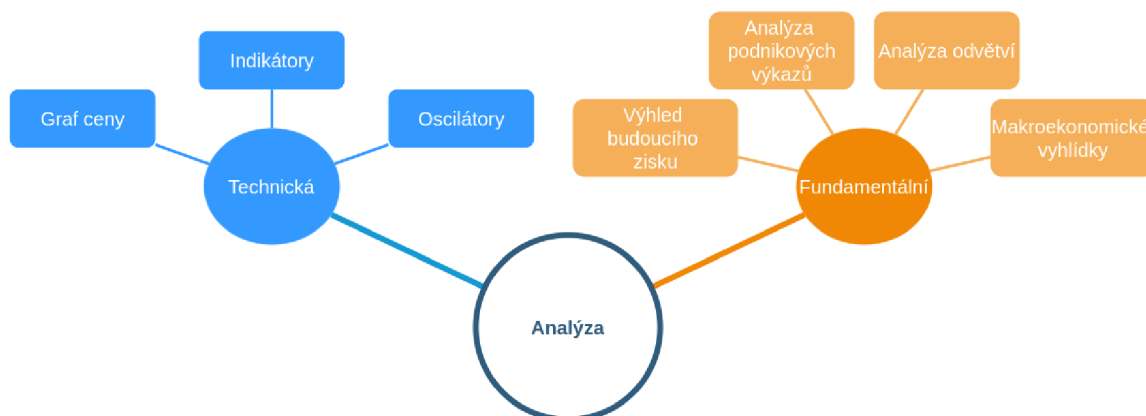 Analýza
podnikových
výkazů
Analýza odvětví
Indikátory
Graf ceny
Oscilátory
Výhled
budoucího
zisku
Makroekonomické
vyhlídky
Technická
Fundamentální
Analýza